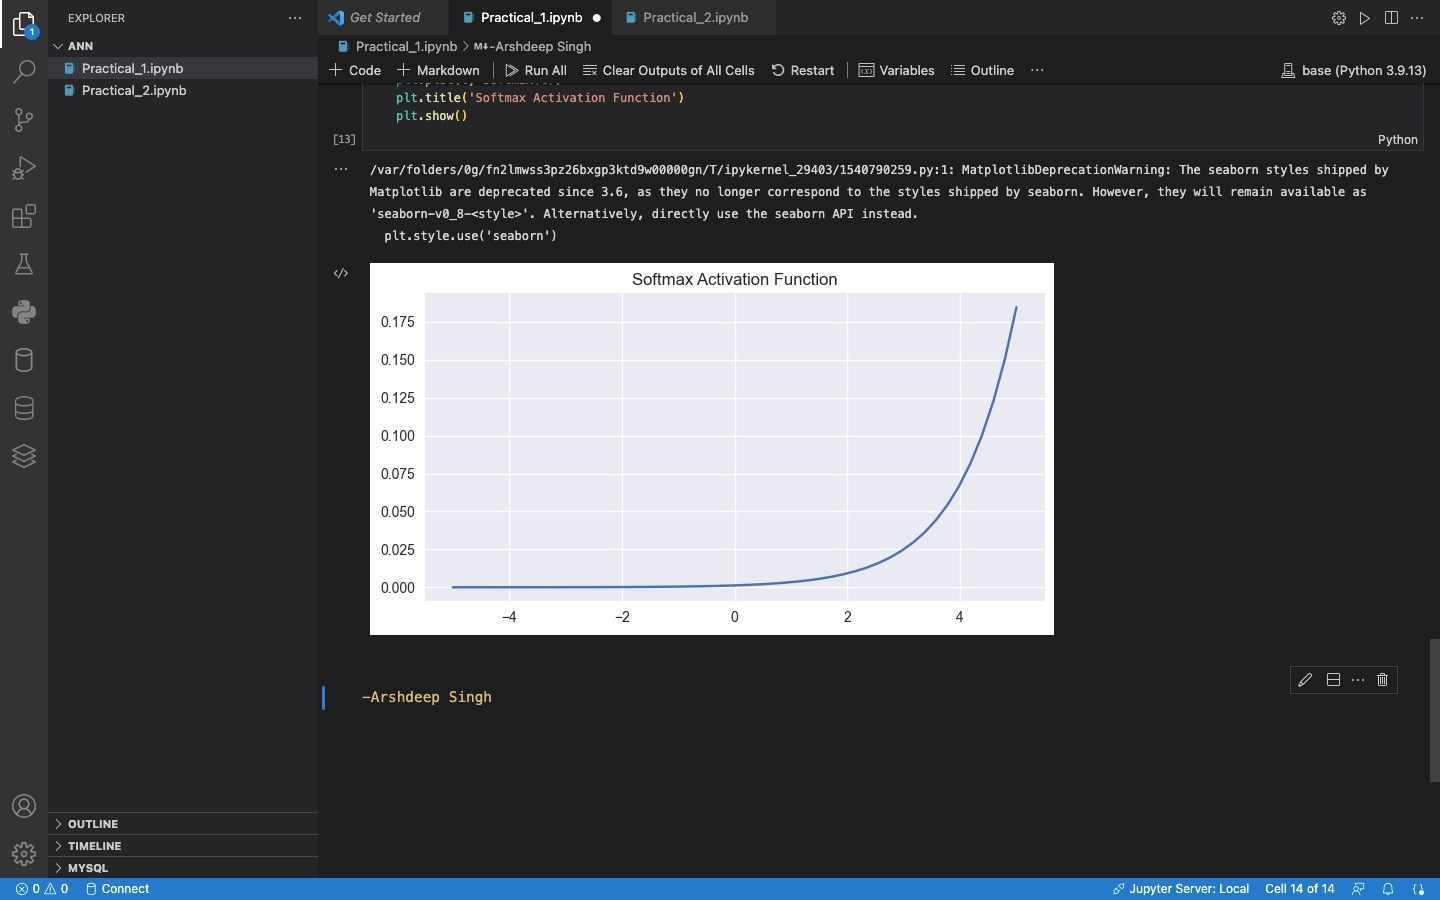 EXPLORER
Get Started
Practical_1.ipynb
Practical_2.ipynb
1
ANN
Practical_1.ipynb > M↓-Arshdeep Singh
Practical_1.ipynb
Practical_2.ipynb
Code
Markdown
Run All
Clear Outputs of All Cells
Restart
Variables
Outline
base (Python 3.9.13)
plt.title('Softmax Activation Function')
plt.show()
[13]
Python
/var/folders/0g/fn2lmwss3pz26bxgp3ktd9w00000gn/T/ipykernel_29403/1540790259.py:1: MatplotlibDeprecationWarning: The seaborn styles shipped by
Matplotlib are deprecated since 3.6, as they no longer correspond to the styles shipped by seaborn. However, they will remain available as
'seaborn-v0_8-<style>'. Alternatively, directly use the seaborn API instead.
plt.style.use('seaborn')
Softmax Activation Function
0.175
0.150
0.125
0.100
0.075
0.050
0.025
0.000
−4 −2 0 2 4
-Arshdeep Singh
OUTLINE
TIMELINE
MYSQL
0 0 Connect
Jupyter Server: Local Cell 14 of 14